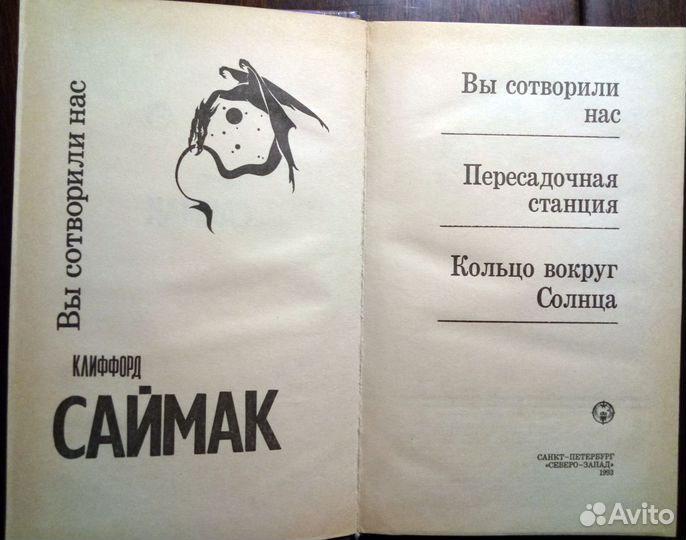 Вы сотворили нас
КЛИФФОРД
САЙМАК
Вы сотворили
нас
Пересадочная
станция
Кольцо вокруг
Солнца
САНКТ-ПЕТЕРБУРГ
«СЕВЕРО-ЗАПАД»
1993
Avito